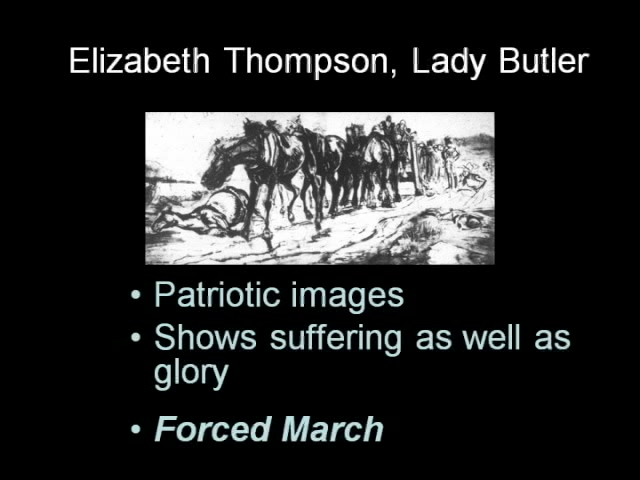 Elizabeth Thompson, Lady Butler
• Patriotic images
• Shows suffering as well as
glory
• Forced March